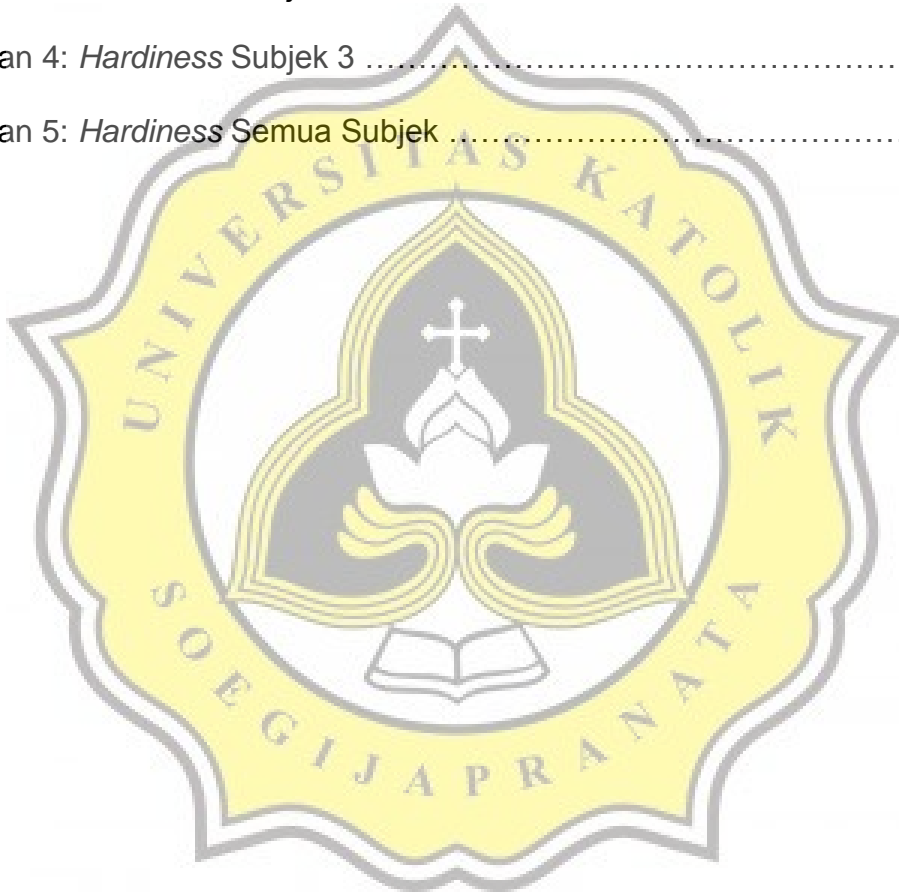 an 4: Hardiness Subjek 3 ……………………………………………………
an 5: Hardiness Semua Subjek ……………………………………………
UNIVERSITAS KATOLIK
SOEGIJAPRANATA